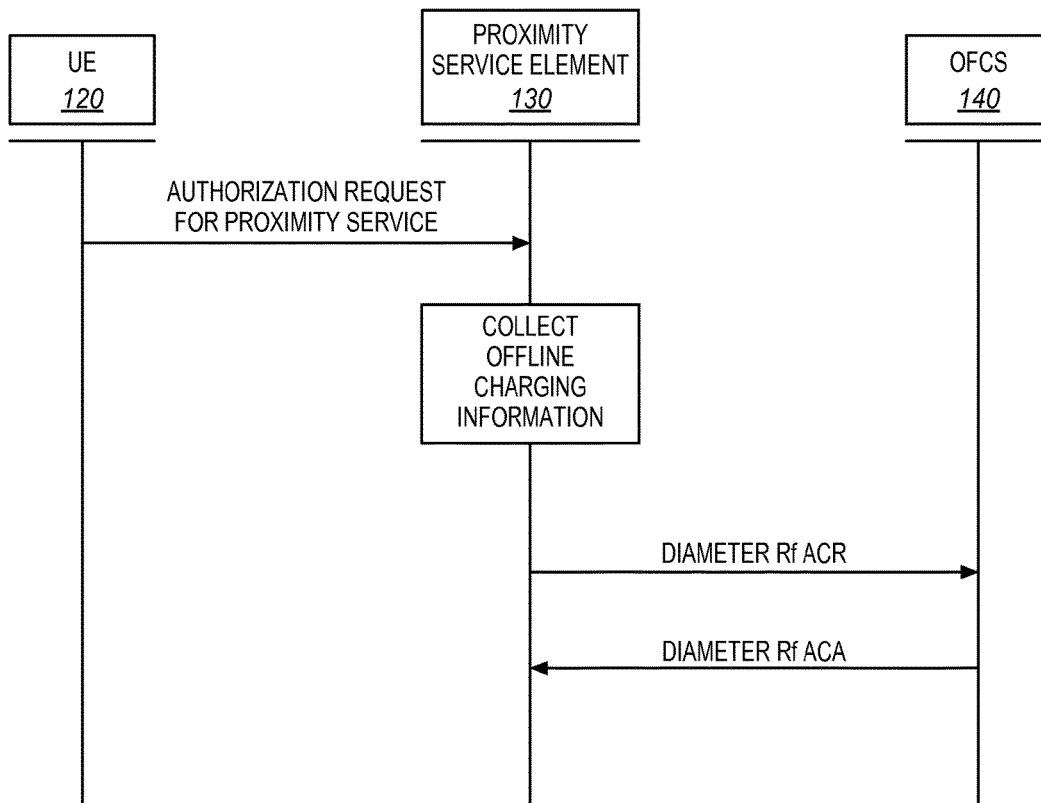 UE
120
PROXIMITY
SERVICE ELEMENT
130
OFCS
140
AUTHORIZATION REQUEST
FOR PROXIMITY SERVICE
COLLECT
OFFLINE
CHARGING
INFORMATION
DIAMETER Rf ACR
DIAMETER Rf ACA